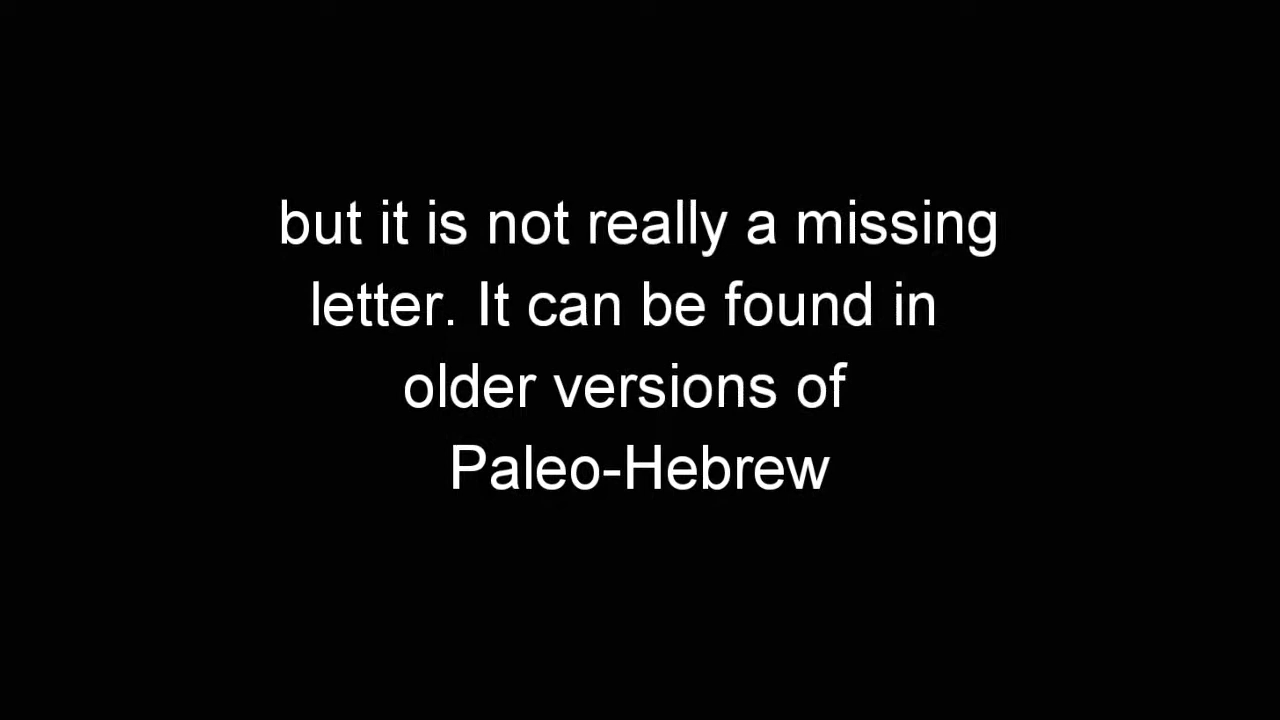 but it is not really a missing
letter. It can be found in
older versions of
Paleo-Hebrew